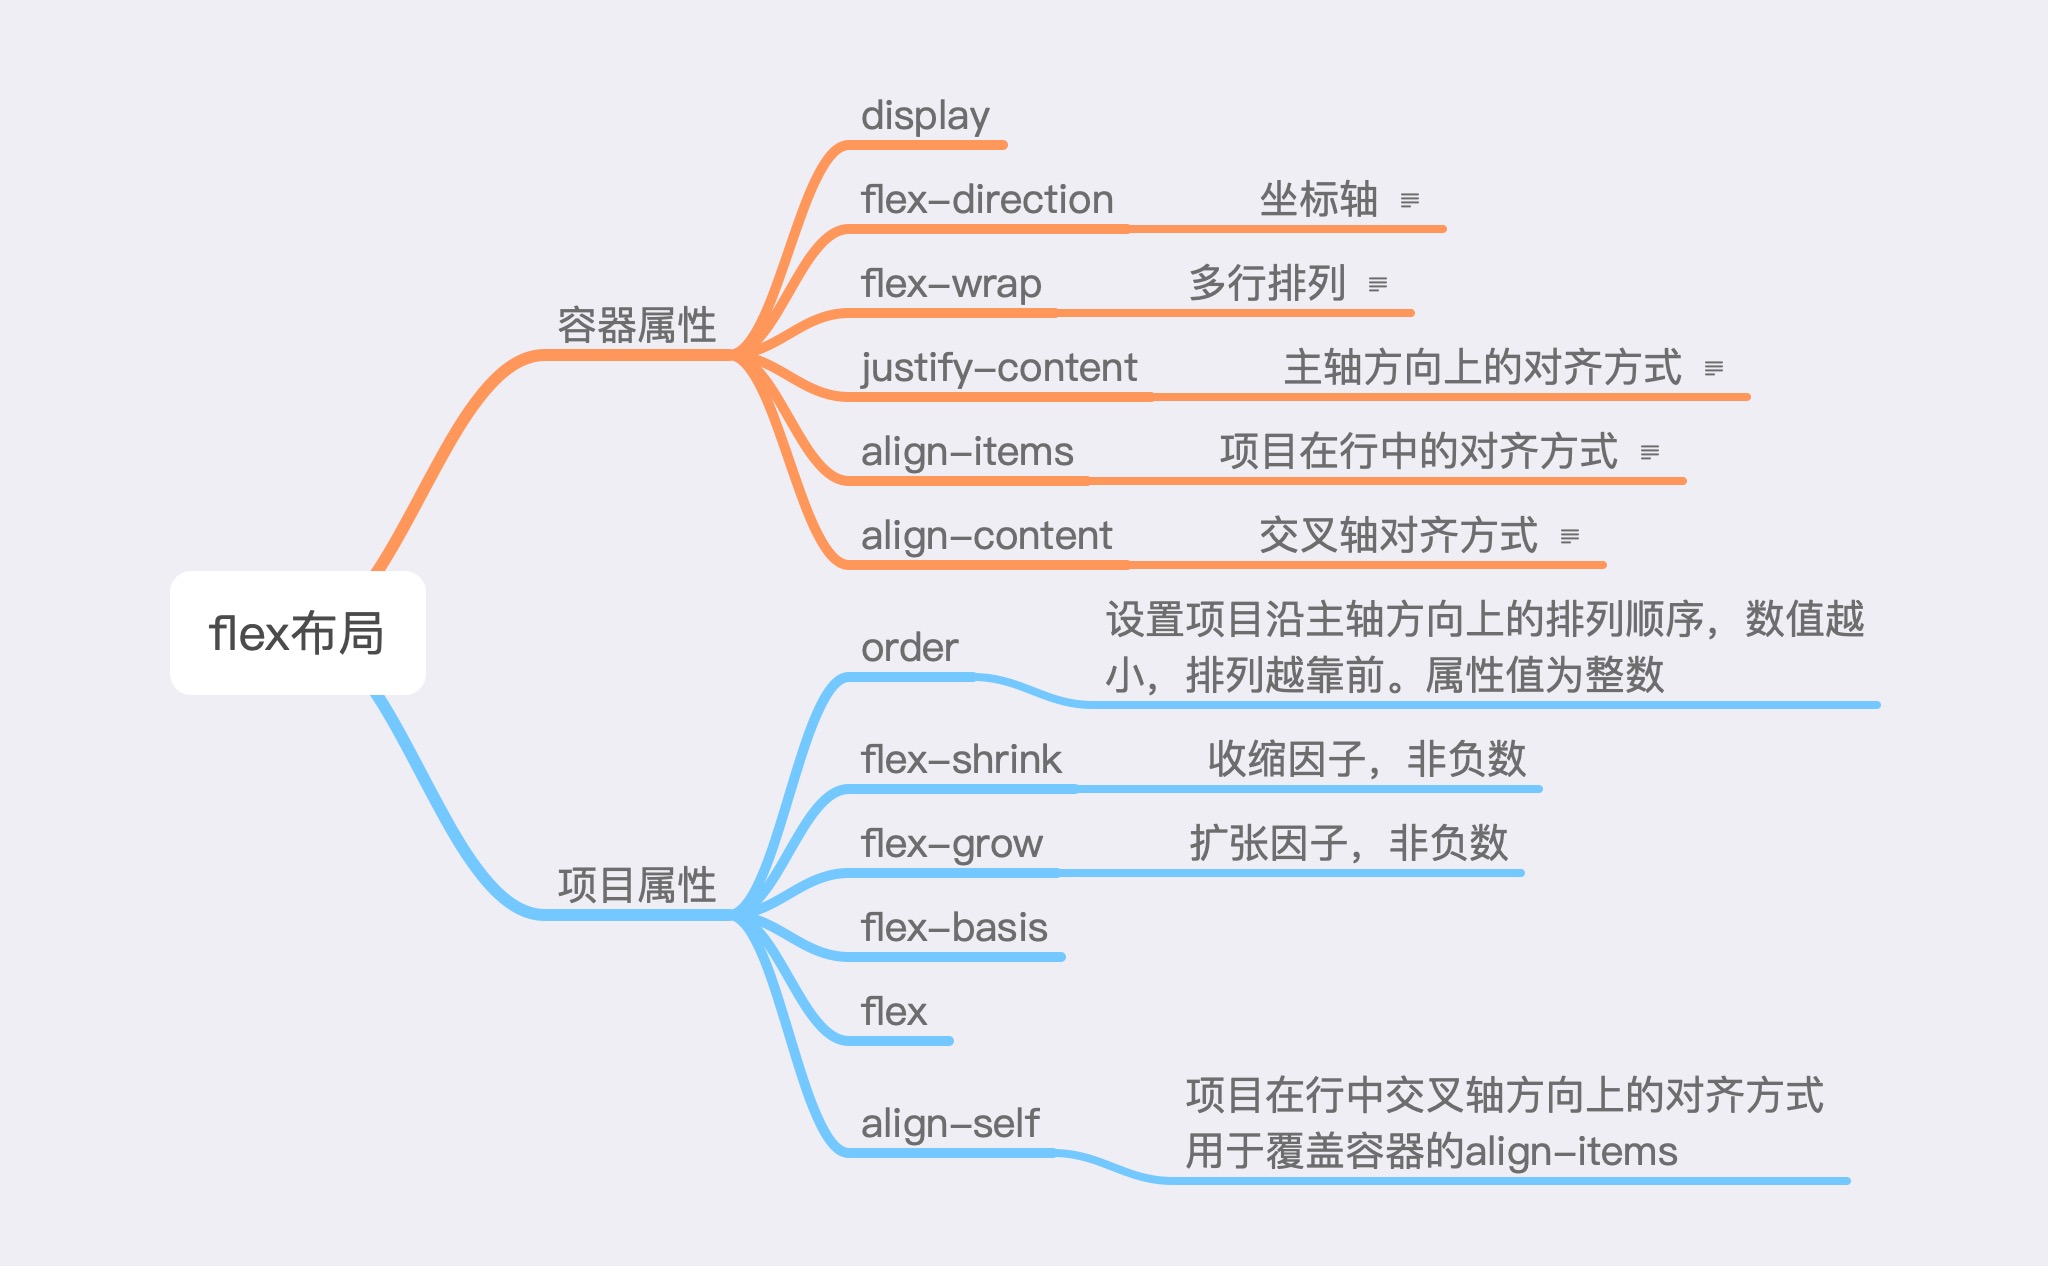 flex布局
容器属性
display
flex-direction
坐标轴
flex-wrap
多行排列
justify-content
主轴方向上的对齐方式
align-items
项目在行中的对齐方式
align-content
交叉轴对齐方式
项目属性
order
设置项目沿主轴方向上的排列顺序，数值越
小，排列越靠前。属性值为整数
flex-shrink
收缩因子，非负数
flex-grow
扩张因子，非负数
flex-basis
flex
align-self
项目在行中交叉轴方向上的对齐方式
用于覆盖容器的align-items